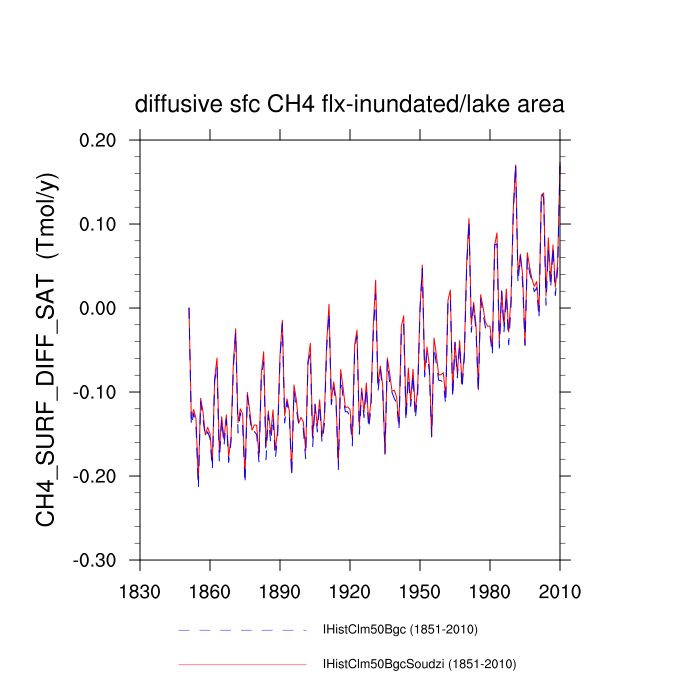 diffusive sfc CH4 flx-inundated/lake area
CH4_SURF_DIFF_SAT (Tmol/y)
0.20
0.10
0.00
-0.10
-0.20
-0.30
1830 1860 1890 1920 1950 1980 2010
IHistClm50Bgc (1851-2010)
IHistClm50BgcSoudzi (1851-2010)